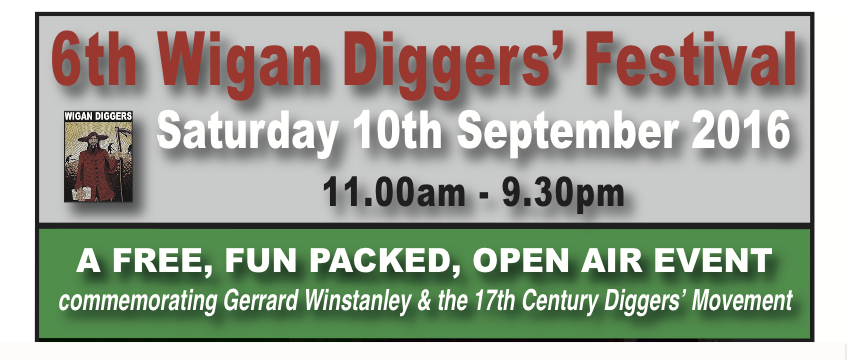 6th Wigan Diggers’ Festival
WIGAN DIGGERS
Saturday 10th September 2016
11.00am - 9.30pm
A FREE, FUN PACKED, OPEN AIR EVENT
commemorating Gerrard Winstanley & the 17th Century Diggers’ Movement